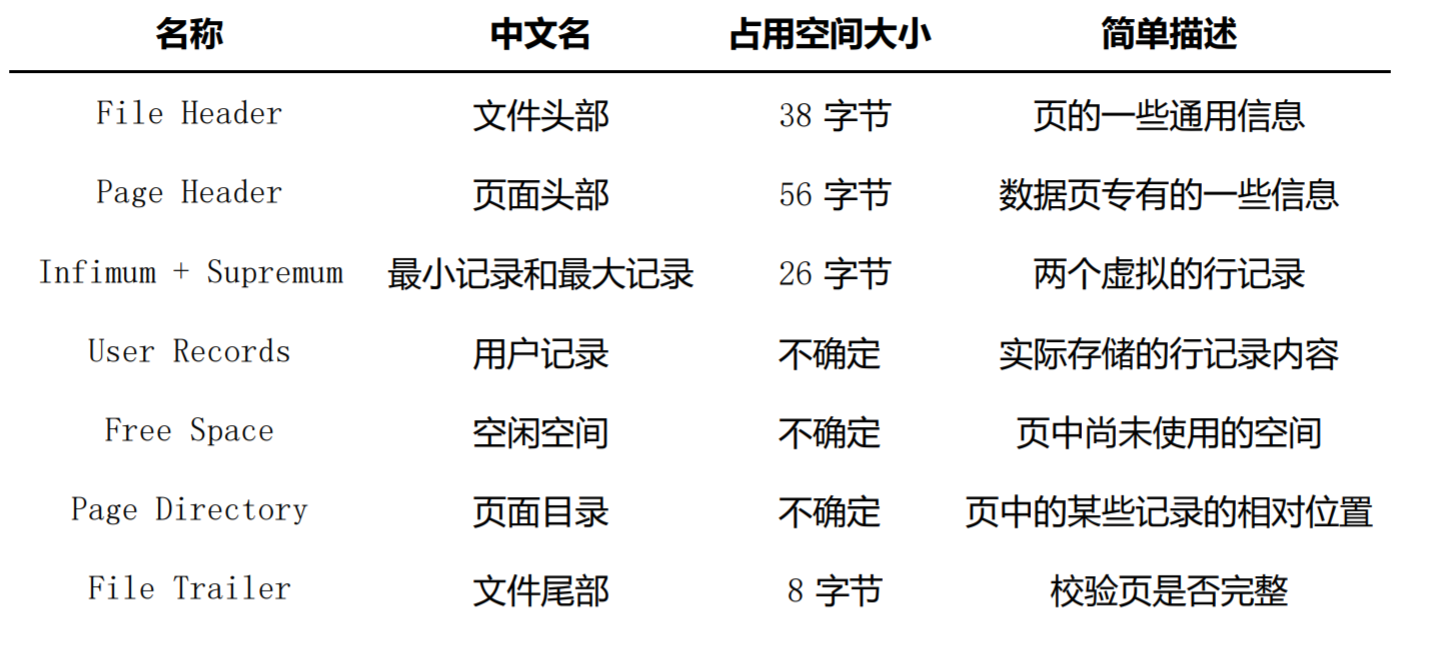 名称 中文名 占用空间大小 简单描述
File Header 文件头部 38 字节 页的一些通用信息
Page Header 页面头部 56 字节 数据页专有的一些信息
Infimum + Supremum 最小记录和最大记录 26 字节 两个虚拟的行记录
User Records 用户记录 不确定 实际存储的行记录内容
Free Space 空闲空间 不确定 页中尚未使用的空间
Page Directory 页面目录 不确定 页中的某些记录的相对位置
File Trailer 文件尾部 8 字节 校验页是否完整